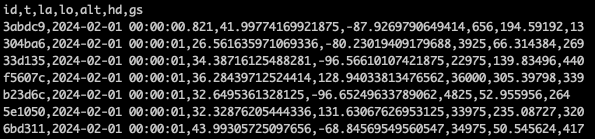 id,t,la,lo,alt,hd,gs
3abdc9,2024-02-01 00:00:00.821,41.99774169921875,-87.9269790649414,656,194.59192,13
304ba6,2024-02-01 00:00:01,26.561635971069336,-80.23019409179688,3925,66.314384,269
33d135,2024-02-01 00:00:01,34.38716125488281,-96.56610107421875,22975,139.83496,440
f5607c,2024-02-01 00:00:01,36.28439712524414,128.94033813476562,36000,305.39798,339
b23d6c,2024-02-01 00:00:01,32.6495361328125,-96.65249633789062,4825,52.955956,264
5e1050,2024-02-01 00:00:01,32.32876205444336,131.63067626953125,33975,235.08727,320
6bd311,2024-02-01 00:00:01,43.99305725097656,-68.84569549560547,34975,50.545624,417